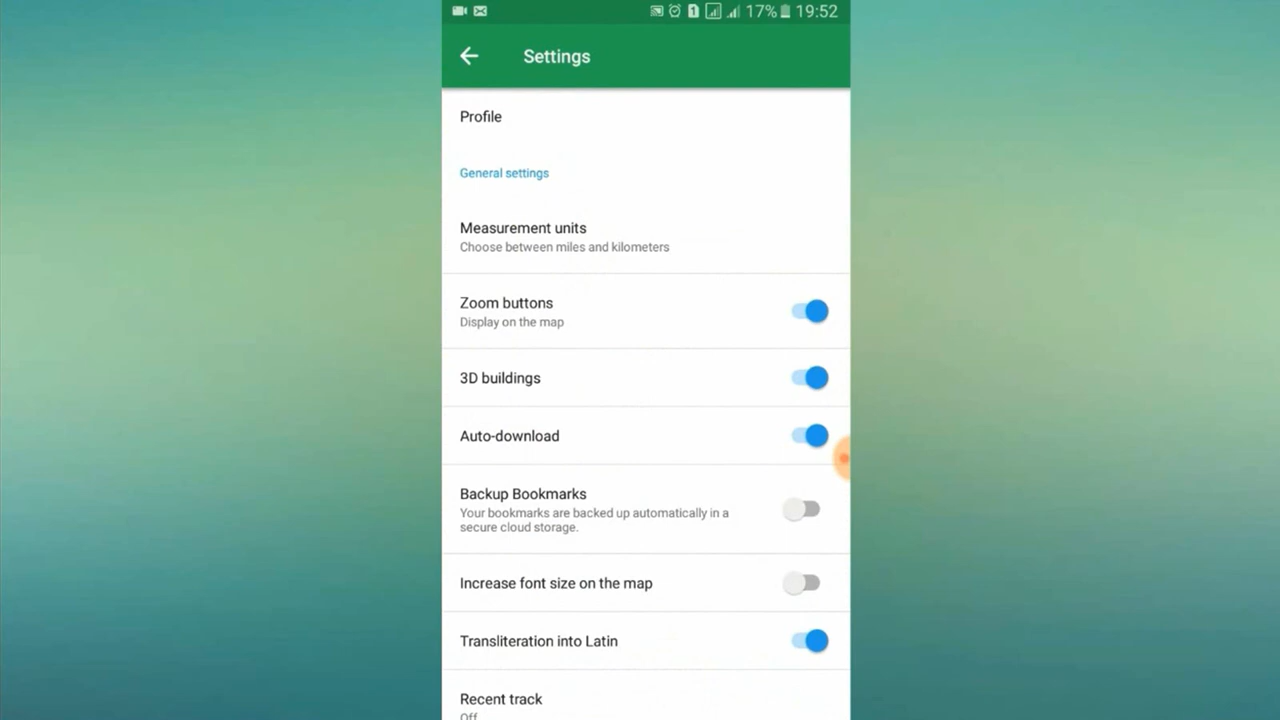 17% 19:52
Settings
Profile
General settings
Measurement units
Choose between miles and kilometers
Zoom buttons
Display on the map
3D buildings
Auto-download
Backup Bookmarks
Your bookmarks are backed up automatically in a
secure cloud storage.
Increase font size on the map
Transliteration into Latin
Recent track
Off